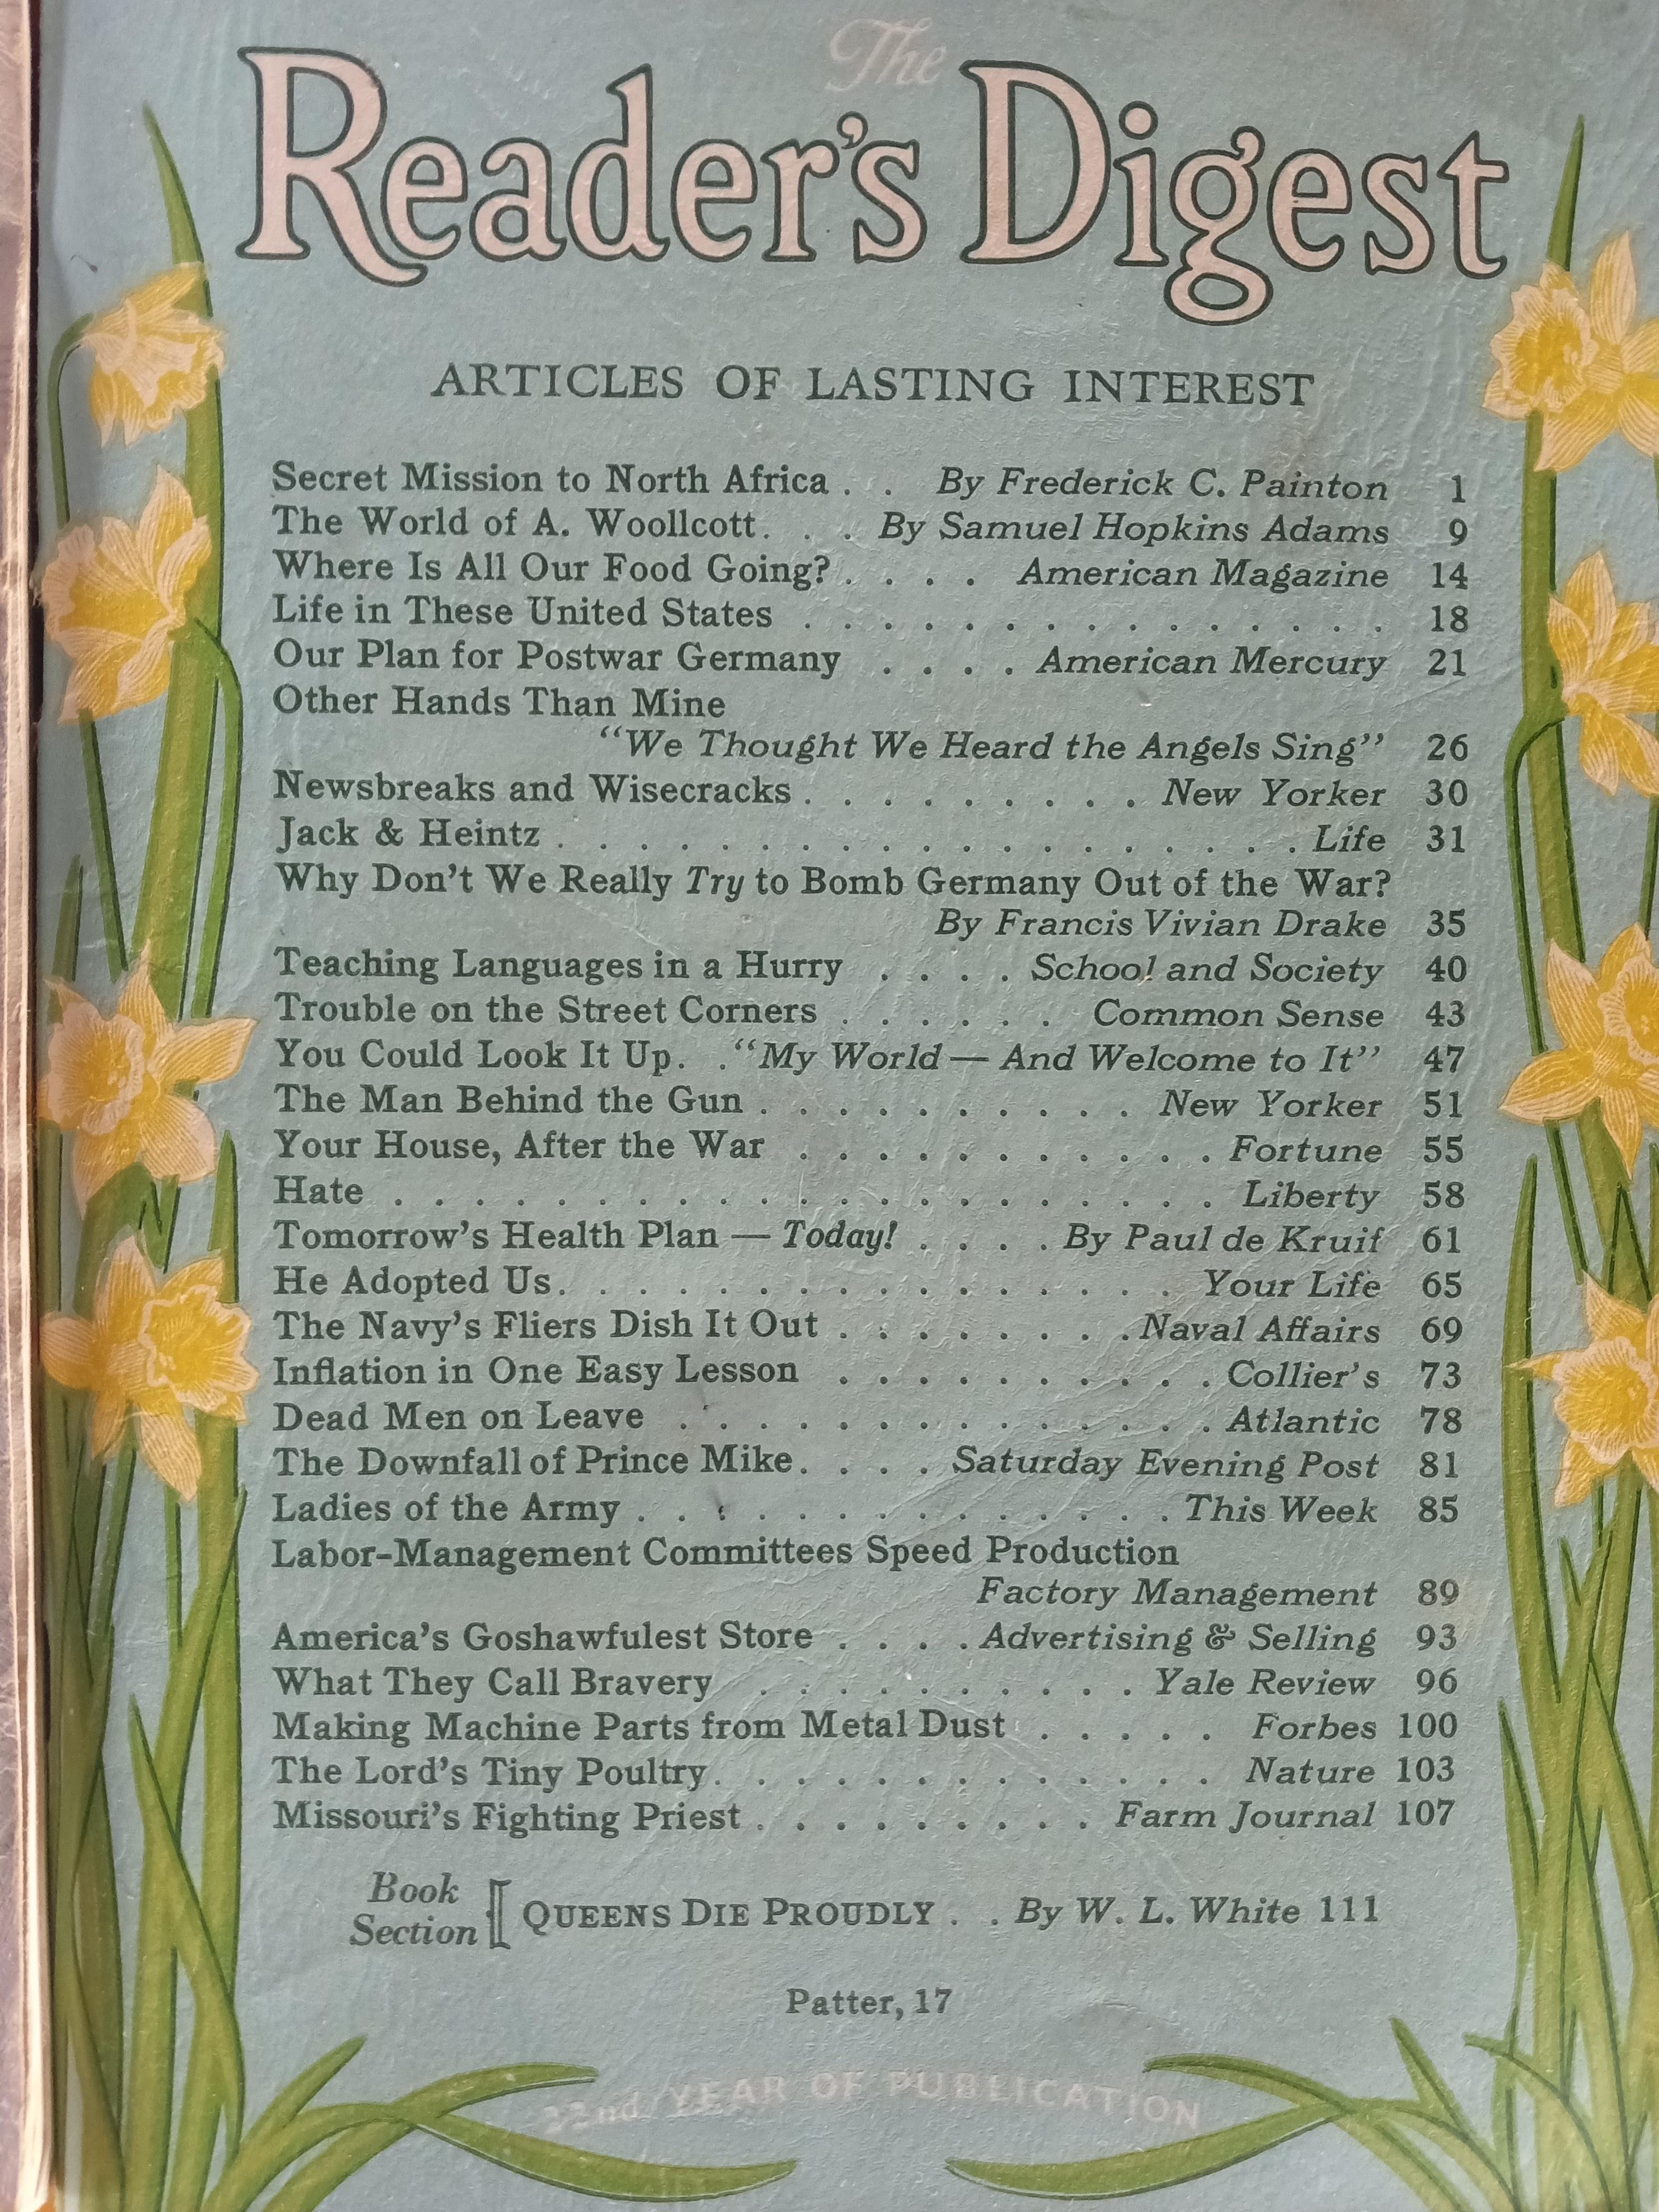 The
Reader's Digest
ARTICLES OF LASTING INTEREST
Secret Mission to North Africa . . By Frederick C. Painton 1
The World of A. Woollcott. . . By Samuel Hopkins Adams 9
Where Is All Our Food Going? . . . . American Magazine 14
Life in These United States . . . . . . . . . . . . . . . 18
Our Plan for Postwar Germany . . . . American Mercury 21
Other Hands Than Mine
"We Thought We Heard the Angels Sing" 26
Newsbreaks and Wisecracks . . . . . . . . . New Yorker 30
Jack & Heintz . . . . . . . . . . . . . . . . . . . Life 31
Why Don't We Really Try to Bomb Germany Out of the War?
By Francis Vivian Drake 35
Teaching Languages in a Hurry . . . . School and Society 40
Trouble on the Street Corners . . . . . . Common Sense 43
You Could Look It Up. . "My World — And Welcome to It" 47
The Man Behind the Gun . . . . . . . . . . New Yorker 51
Your House, After the War . . . . . . . . . . . Fortune 55
Hate . . . . . . . . . . . . . . . . . . . . . Liberty 58
Tomorrow's Health Plan — Today! . . . . By Paul de Kruif 61
He Adopted Us. . . . . . . . . . . . . . . . Your Life 65
The Navy's Fliers Dish It Out . . . . . . . . Naval Affairs 69
Inflation in One Easy Lesson . . . . . . . . . . Collier's 73
Dead Men on Leave . . . . . . . . . . . . . . Atlantic 78
The Downfall of Prince Mike. . . . Saturday Evening Post 81
Ladies of the Army . . . . . . . . . . . . . . This Week 85
Labor-Management Committees Speed Production
Factory Management 89
America's Goshawfulest Store . . . . Advertising & Selling 93
What They Call Bravery . . . . . . . . . . Yale Review 96
Making Machine Parts from Metal Dust . . . . . Forbes 100
The Lord's Tiny Poultry. . . . . . . . . . . . . Nature 103
Missouri's Fighting Priest . . . . . . . . . Farm Journal 107
Book
Section
QUEENS DIE PROUDLY . . By W. L. White 111
Patter, 17
22nd YEAR OF PUBLICATION